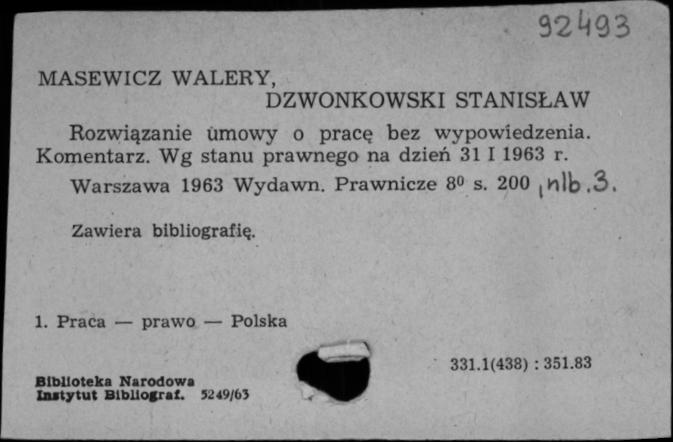 92493
MASEWICZ WALERY,
DZWONKOWSKI STANISŁAW
Rozwiązanie umowy o pracę bez wypowiedzenia.
Komentarz. Wg stanu prawnego na dzień 31 I 1963 r.
Warszawa 1963 Wydawn. Prawnicze 8⁰ s. 200, nlb. 3.
Zawiera bibliografię.
1. Praca — prawo — Polska
331.1(438) : 351.83
Biblioteka Narodowa
Instytut Bibliograf. 5249/63